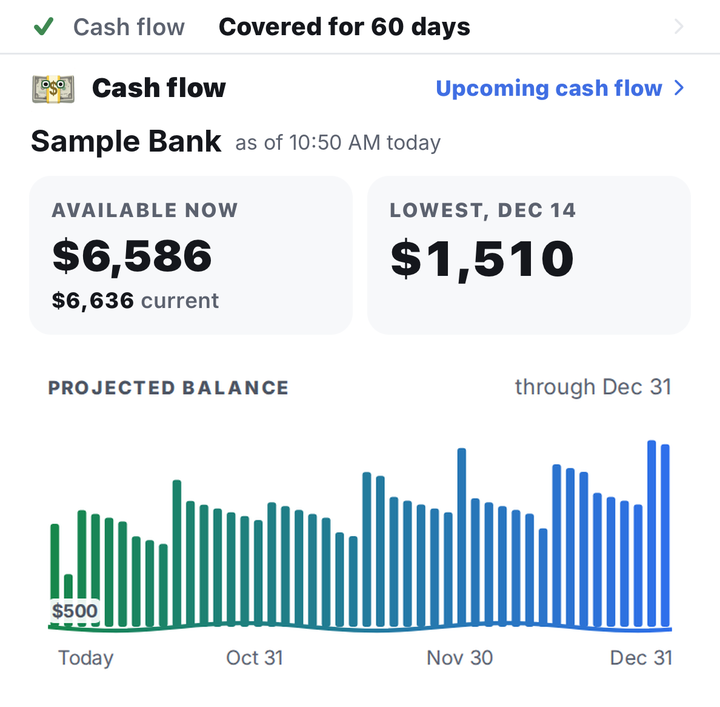 Cash flow Covered for 60 days
Cash flow Upcoming cash flow
Sample Bank as of 10:50 AM today
AVAILABLE NOW
$6,586
$6,636 current
LOWEST, DEC 14
$1,510
PROJECTED BALANCE through Dec 31
$500
Today Oct 31 Nov 30 Dec 31